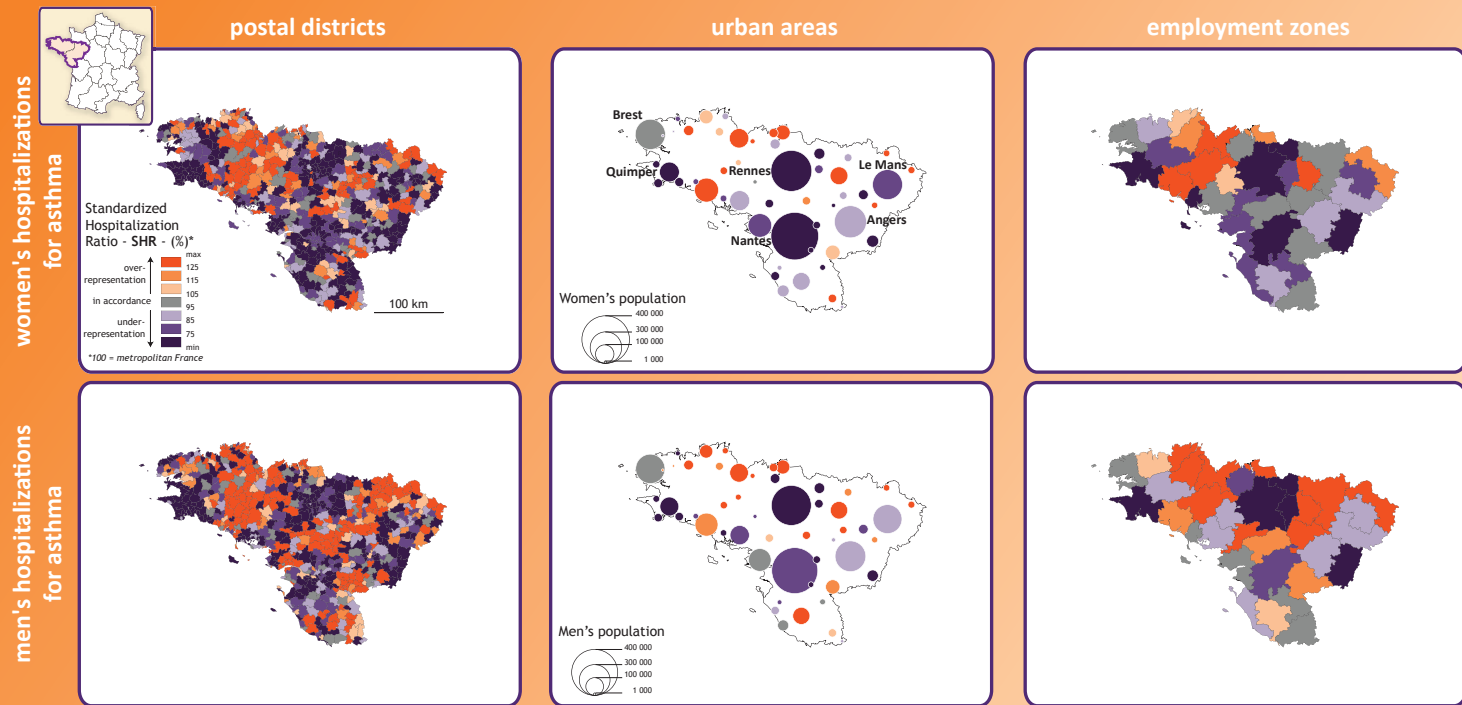 postal districts
urban areas
employment zones
women's hospitalizations
for asthma
Standardized
Hospitalization
Ratio - SHR - (%)*
max
over-
representation
125
115
105
in accordance
95
85
under-
representation
75
min
*100 = metropolitan France
100 km
Brest
Quimper
Rennes
Le Mans
Angers
Nantes
Women's population
400 000
300 000
100 000
1 000
men's hospitalizations
for asthma
Men's population
400 000
300 000
100 000
1 000